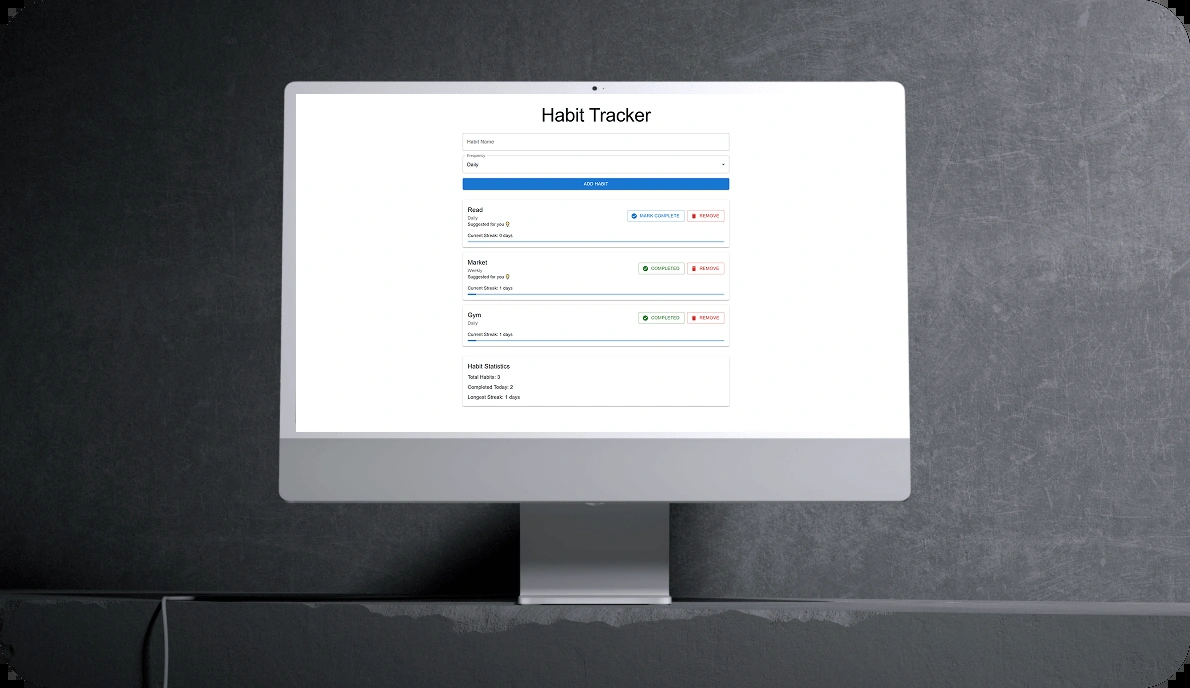 Habit Tracker
Habit Name
Frequency
Daily
ADD HABIT
Read
Daily
Suggested for you
Current Streak: 0 days
MARK COMPLETE
REMOVE
Market
Weekly
Suggested for you
Current Streak: 1 days
COMPLETED
REMOVE
Gym
Daily
Current Streak: 1 days
COMPLETED
REMOVE
Habit Statistics
Total Habits: 3
Completed Today: 2
Longest Streak: 1 days